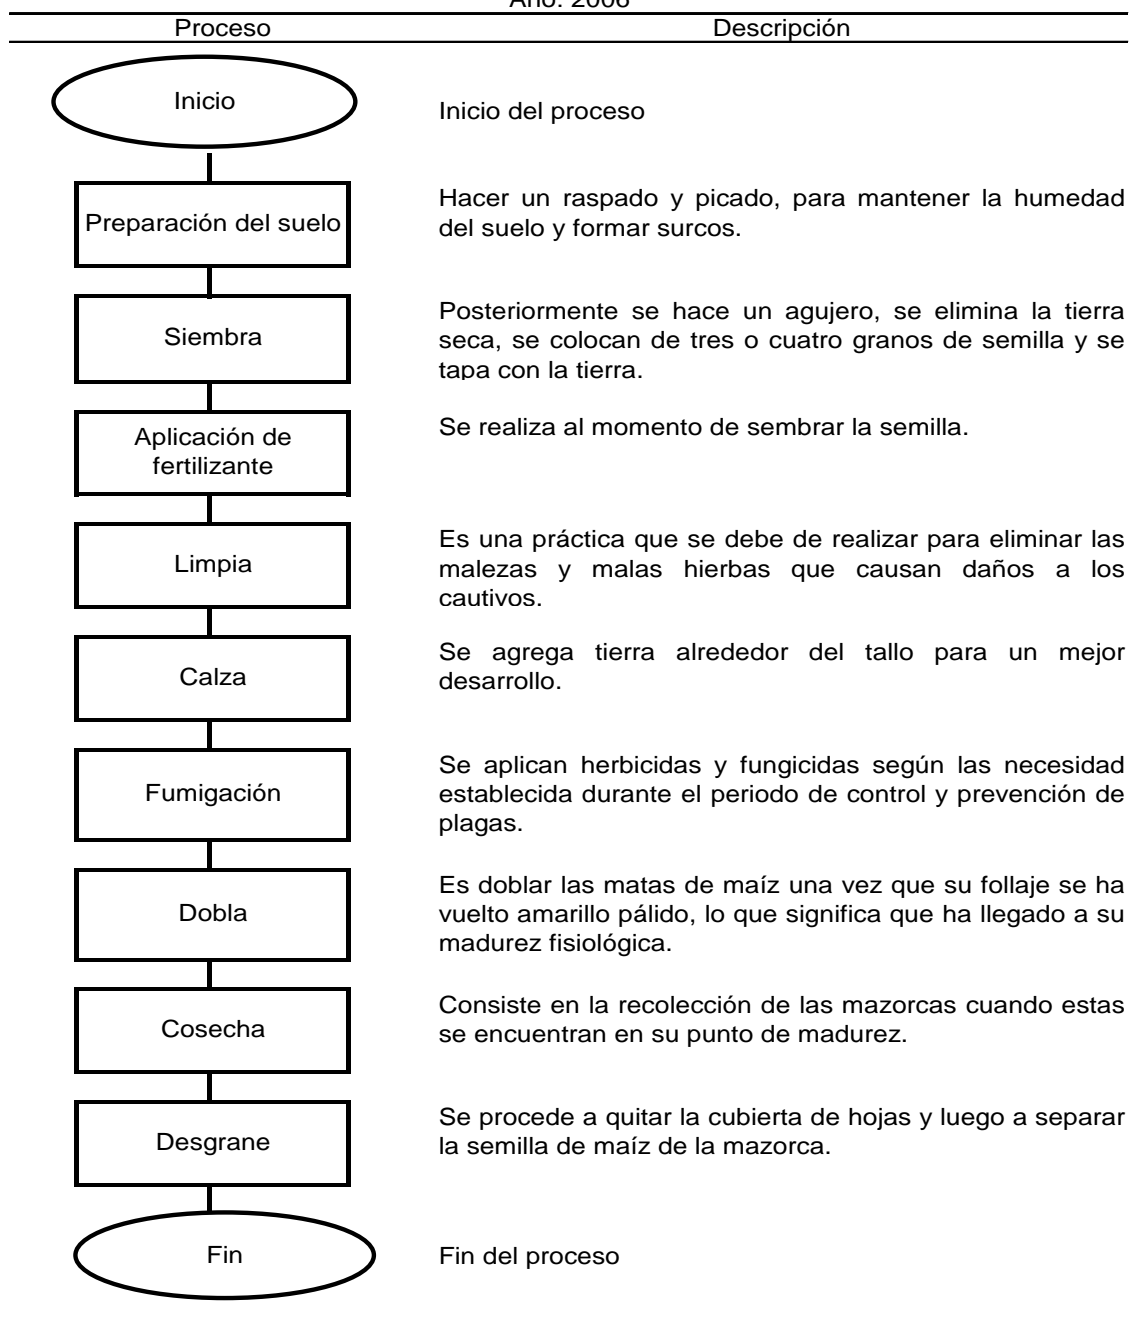 Año: 2006
Proceso Descripción
Inicio
Inicio del proceso
Preparación del suelo
Hacer un raspado y picado, para mantener la humedad
del suelo y formar surcos.
Siembra
Posteriormente se hace un agujero, se elimina la tierra
seca, se colocan de tres o cuatro granos de semilla y se
tapa con la tierra.
Aplicación de
fertilizante
Se realiza al momento de sembrar la semilla.
Limpia
Es una práctica que se debe de realizar para eliminar las
malezas y malas hierbas que causan daños a los
cautivos.
Calza
Se agrega tierra alrededor del tallo para un mejor
desarrollo.
Fumigación
Se aplican herbicidas y fungicidas según las necesidad
establecida durante el periodo de control y prevención de
plagas.
Dobla
Es doblar las matas de maíz una vez que su follaje se ha
vuelto amarillo pálido, lo que significa que ha llegado a su
madurez fisiológica.
Cosecha
Consiste en la recolección de las mazorcas cuando estas
se encuentran en su punto de madurez.
Desgrane
Se procede a quitar la cubierta de hojas y luego a separar
la semilla de maíz de la mazorca.
Fin
Fin del proceso